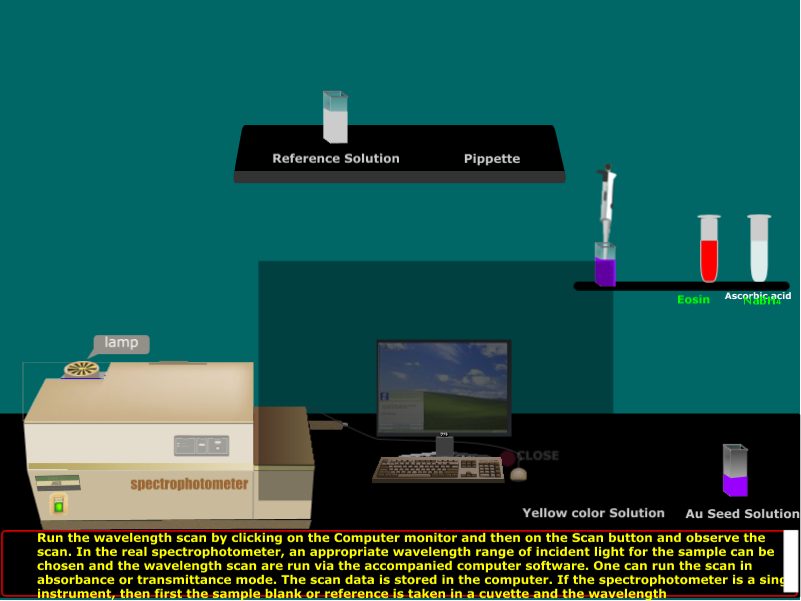 Reference Solution
Pippette
Eosin
Ascorbic acid
lamp
CLOSE
spectrophotometer
Yellow color Solution
Au Seed Solution
Run the wavelength scan by clicking on the Computer monitor and then on the Scan button and observe the
scan. In the real spectrophotometer, an appropriate wavelength range of incident light for the sample can be
chosen and the wavelength scan are run via the accompanied computer software. One can run the scan in
absorbance or transmittance mode. The scan data is stored in the computer. If the spectrophotometer is a sing
instrument, then first the sample blank or reference is taken in a cuvette and the wavelength